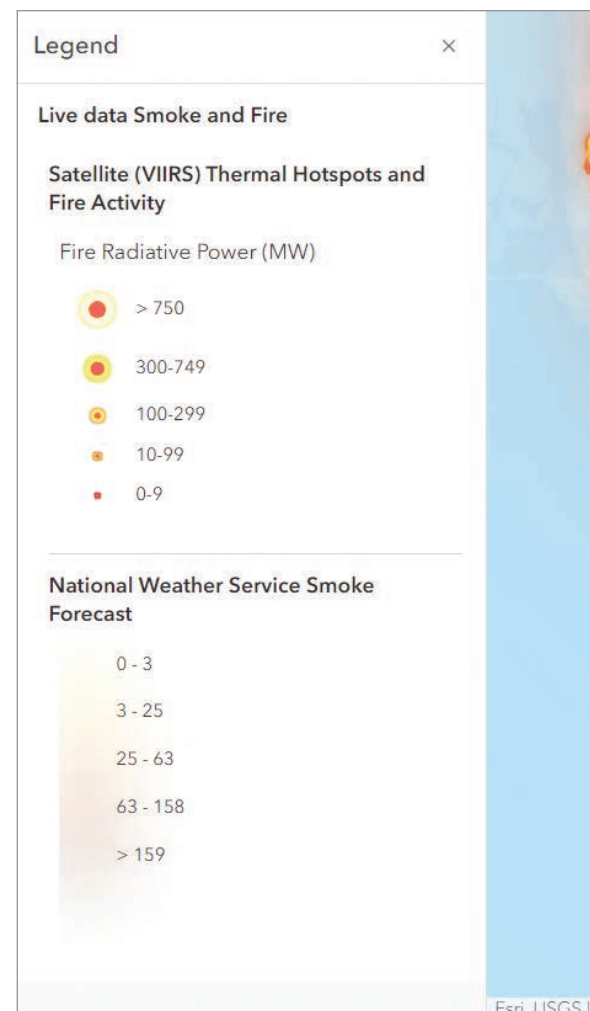 Legend ×
Live data Smoke and Fire
Satellite (VIIRS) Thermal Hotspots and
Fire Activity
Fire Radiative Power (MW)
> 750
300-749
100-299
10-99
0-9
National Weather Service Smoke
Forecast
0 - 3
3 - 25
25 - 63
63 - 158
> 159
Esri, USGS